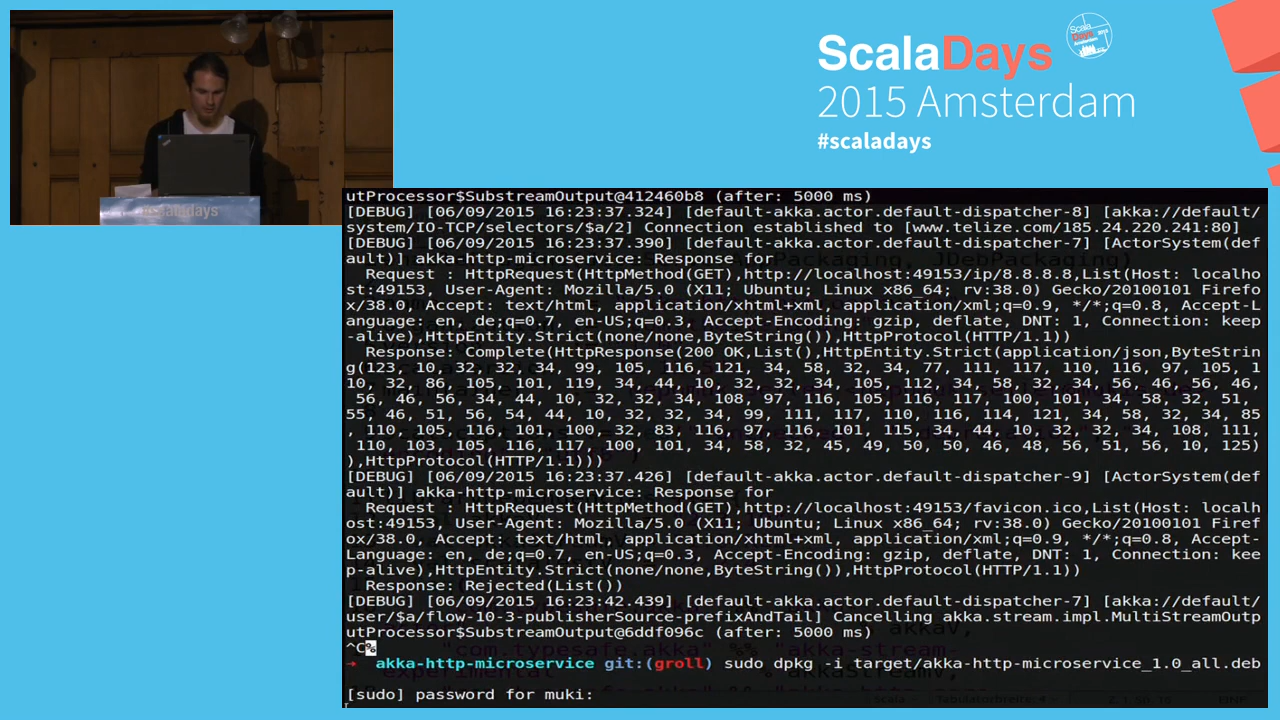 ScalaDays
2015 Amsterdam
#scaladays
#scaladays
utProcessor$SubstreamOutput@412460b8 (after: 5000 ms)
[DEBUG] [06/09/2015 16:23:37.324] [default-akka.actor.default-dispatcher-8] [akka://default/
system/IO-TCP/selectors/$a/2] Connection established to [www.telize.com/185.24.220.241:80]
[DEBUG] [06/09/2015 16:23:37.390] [default-akka.actor.default-dispatcher-7] [ActorSystem(def
ault)] akka-http-microservice: Response for
Request : HttpRequest(HttpMethod(GET),http://localhost:49153/ip/8.8.8.8,List(Host: localho
st:49153, User-Agent: Mozilla/5.0 (X11; Ubuntu; Linux x86_64; rv:38.0) Gecko/20100101 Firefo
x/38.0, Accept: text/html, application/xhtml+xml, application/xml;q=0.9, */*;q=0.8, Accept-L
anguage: en, de;q=0.7, en-US;q=0.3, Accept-Encoding: gzip, deflate, DNT: 1, Connection: keep
-alive),HttpEntity.Strict(none/none,ByteString()),HttpProtocol(HTTP/1.1))
Response: Complete(HttpResponse(200 OK,List(),HttpEntity.Strict(application/json,ByteStrin
g(123, 10, 32, 32, 34, 99, 105, 116, 121, 34, 58, 32, 34, 77, 111, 117, 110, 116, 97, 105, 1
10, 32, 86, 105, 101, 119, 34, 44, 10, 32, 32, 34, 105, 112, 34, 58, 32, 34, 56, 46, 56, 46,
56, 46, 56, 34, 44, 10, 32, 32, 34, 108, 97, 116, 105, 116, 117, 100, 101, 34, 58, 32, 51,
55, 46, 51, 56, 54, 44, 10, 32, 32, 34, 99, 111, 117, 110, 116, 114, 121, 34, 58, 32, 34, 85
, 110, 105, 116, 101, 100, 32, 83, 116, 97, 116, 101, 115, 34, 44, 10, 32, 32, 34, 108, 111,
110, 103, 105, 116, 117, 100, 101, 34, 58, 32, 45, 49, 50, 50, 46, 48, 56, 51, 56, 10, 125)
),HttpProtocol(HTTP/1.1)))
[DEBUG] [06/09/2015 16:23:37.426] [default-akka.actor.default-dispatcher-9] [ActorSystem(def
ault)] akka-http-microservice: Response for
Request : HttpRequest(HttpMethod(GET),http://localhost:49153/favicon.ico,List(Host: localh
ost:49153, User-Agent: Mozilla/5.0 (X11; Ubuntu; Linux x86_64; rv:38.0) Gecko/20100101 Firef
ox/38.0, Accept: text/html, application/xhtml+xml, application/xml;q=0.9, */*;q=0.8, Accept-
Language: en, de;q=0.7, en-US;q=0.3, Accept-Encoding: gzip, deflate, DNT: 1, Connection: kee
p-alive),HttpEntity.Strict(none/none,ByteString()),HttpProtocol(HTTP/1.1))
Response: Rejected(List())
[DEBUG] [06/09/2015 16:23:42.439] [default-akka.actor.default-dispatcher-7] [akka://default/
user/$a/flow-10-3-publisherSource-prefixAndTail] Cancelling akka.stream.impl.MultiStreamOutp
utProcessor$SubstreamOutput@6ddf096c (after: 5000 ms)
^C%
→ akka-http-microservice git:(groll) sudo dpkg -i target/akka-http-microservice_1.0_all.deb
[sudo] password for muki: